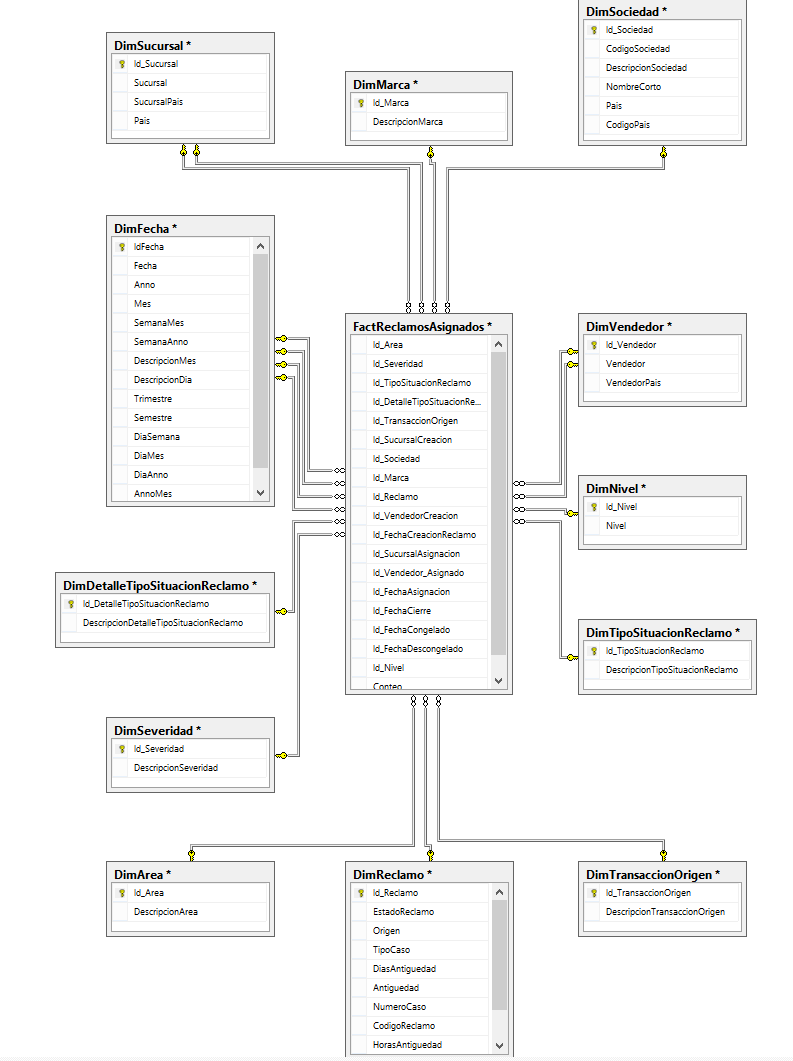 DimSucursal *
Id_Sucursal
Sucursal
SucursalPais
Pais
DimMarca *
Id_Marca
DescripcionMarca
DimSociedad *
Id_Sociedad
CodigoSociedad
DescripcionSociedad
NombreCorto
Pais
CodigoPais
DimFecha *
IdFecha
Fecha
Anno
Mes
SemanaMes
SemanaAnno
DescripcionMes
DescripcionDia
Trimestre
Semestre
DiaSemana
DiaMes
DiaAnno
AnnoMes
FactReclamosAsignados *
Id_Area
Id_Severidad
Id_TipoSituacionReclamo
Id_DetalleTipoSituacionRe...
Id_TransaccionOrigen
Id_SucursalCreacion
Id_Sociedad
Id_Marca
Id_Reclamo
Id_VendedorCreacion
Id_FechaCreacionReclamo
Id_SucursalAsignacion
Id_Vendedor_Asignado
Id_FechaAsignacion
Id_FechaCierre
Id_FechaCongelado
Id_FechaDescongelado
Id_Nivel
Conteo
DimVendedor *
Id_Vendedor
Vendedor
VendedorPais
DimNivel *
Id_Nivel
Nivel
DimDetalleTipoSituacionReclamo *
Id_DetalleTipoSituacionReclamo
DescripcionDetalleTipoSituacionReclamo
DimTipoSituacionReclamo *
Id_TipoSituacionReclamo
DescripcionTipoSituacionReclamo
DimSeveridad *
Id_Severidad
DescripcionSeveridad
DimArea *
Id_Area
DescripcionArea
DimReclamo *
Id_Reclamo
EstadoReclamo
Origen
TipoCaso
DiasAntiguedad
Antiguedad
NumeroCaso
CodigoReclamo
HorasAntiguedad
DimTransaccionOrigen *
Id_TransaccionOrigen
DescripcionTransaccionOrigen